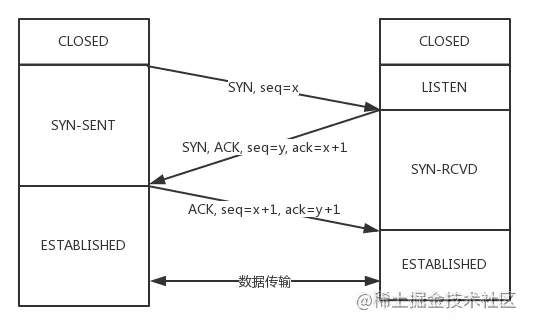 CLOSED
CLOSED
SYN, seq=x
LISTEN
SYN-SENT
SYN, ACK, seq=y, ack=x+1
SYN-RCVD
ACK, seq=x+1, ack=y+1
ESTABLISHED
ESTABLISHED
数据传输
@稀土掘金技术社区